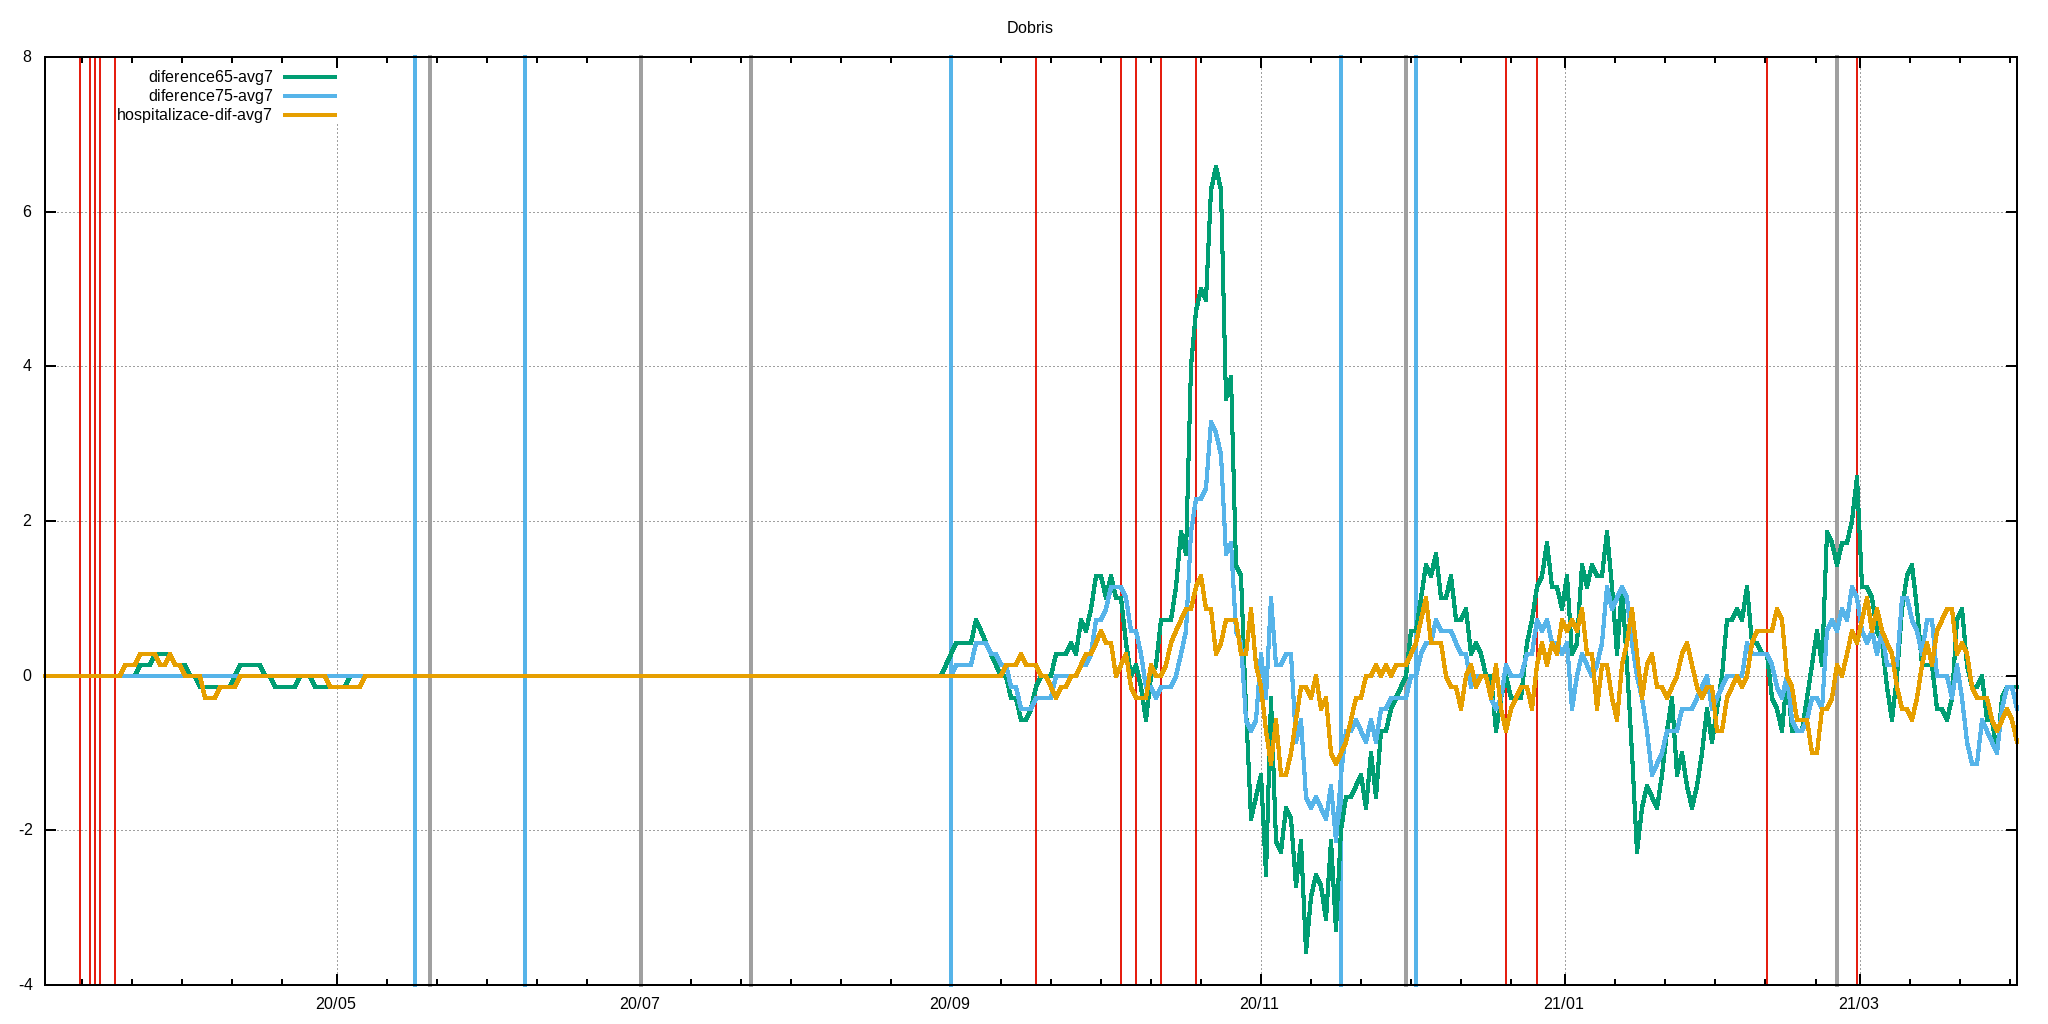 Dobris
8
diference65-avg7
diference75-avg7
hospitalizace-dif-avg7
6
4
2
0
-2
-4
20/05 20/07 20/09 20/11 21/01 21/03